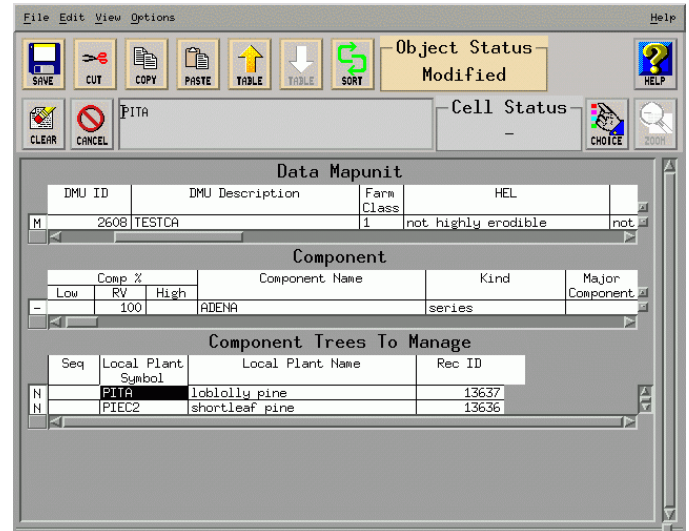 File Edit View Options Help
SAVE CUT COPY PASTE TABLE TABLE SORT Object Status Modified HELP
CLEAR CANCEL PITA Cell Status - CHOICE ZOOM
Data Mapunit
DMU ID DMU Description Farm Class HEL
M 2608 TESTCA 1 not highly erodible not
Component
Comp % Component Name Kind Major Component
Low RV High
- 100 ADENA series
Component Trees To Manage
Seq Local Plant Symbol Local Plant Name Rec ID
N PITA loblolly pine 13637
N PIEC2 shortleaf pine 13636